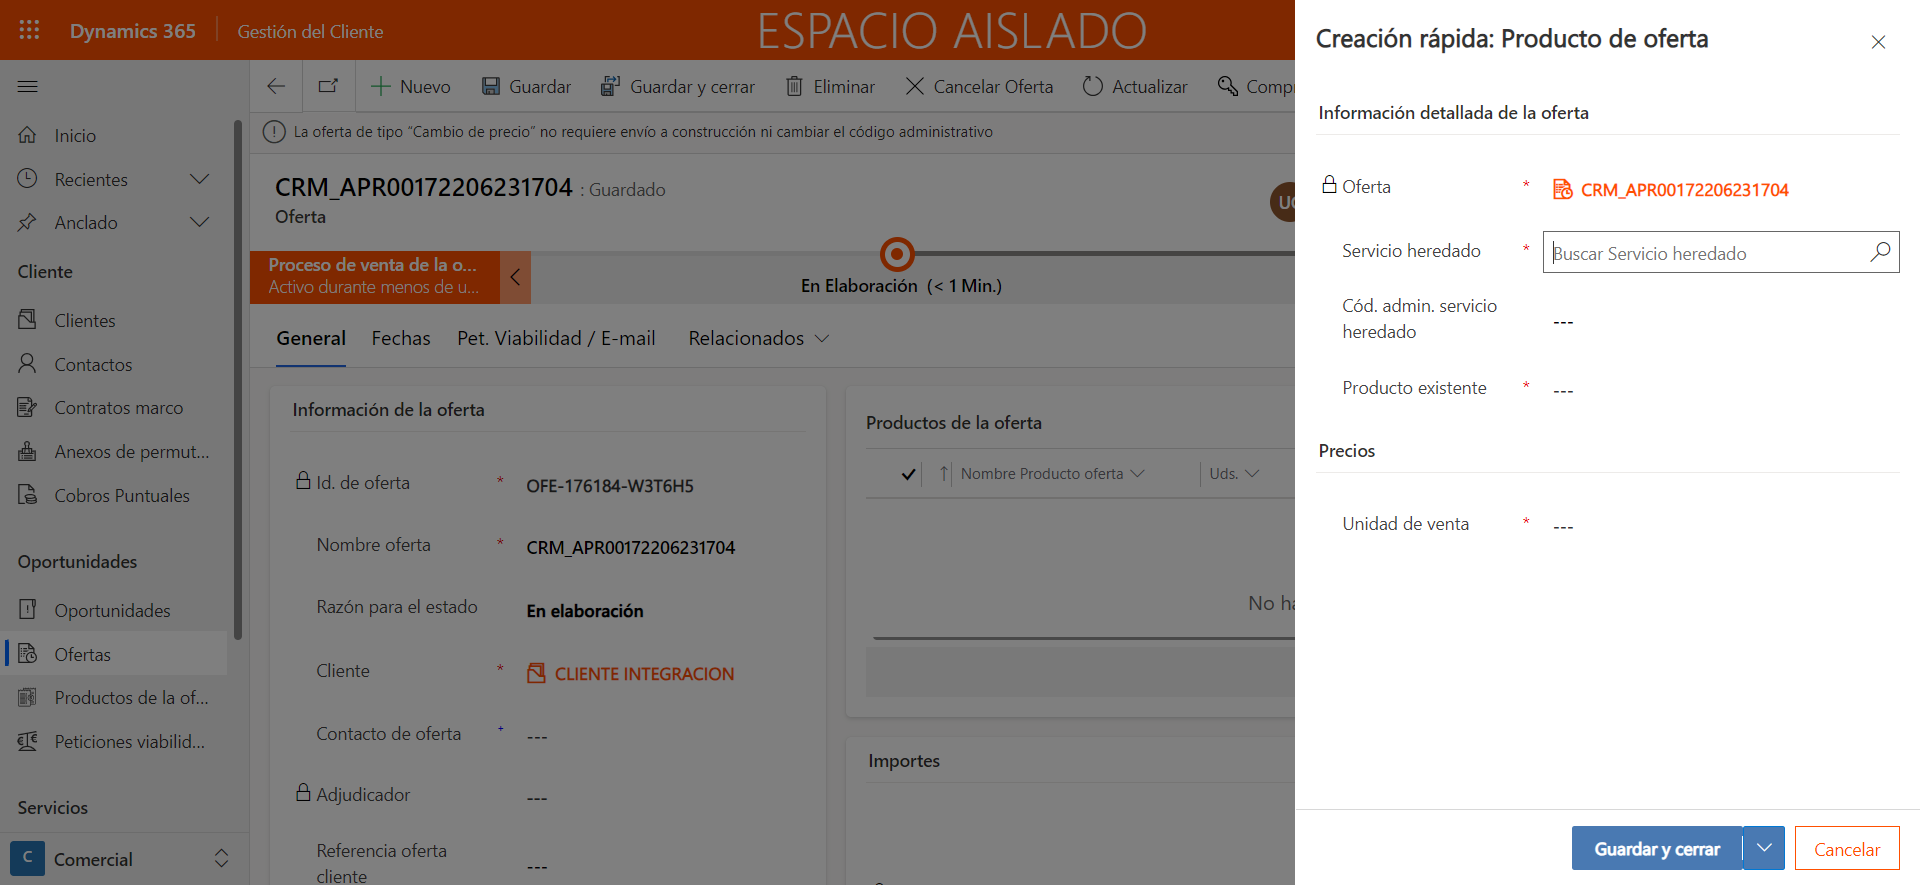 Dynamics 365
Gestión del Cliente
ESPACIO AISLADO
Nuevo
Guardar
Guardar y cerrar
Eliminar
Cancelar Oferta
Actualizar
La oferta de tipo “Cambio de precio” no requiere envío a construcción ni cambiar el código administrativo
Inicio
Recientes
Anclado
Cliente
Clientes
Contactos
Contratos marco
Anexos de permut...
Cobros Puntuales
Oportunidades
Oportunidades
Ofertas
Productos de la of...
Peticiones viabilid...
Servicios
C
Comercial
CRM_APR00172206231704 : Guardado
Oferta
Proceso de venta de la o...
Activo durante menos de u...
En Elaboración (< 1 Min.)
General
Fechas
Pet. Viabilidad / E-mail
Relacionados
Información de la oferta
Id. de oferta * OFE-176184-W3T6H5
Nombre oferta * CRM_APR00172206231704
Razón para el estado En elaboración
Cliente * CLIENTE INTEGRACION
Contacto de oferta + ---
Adjudicador ---
Referencia oferta
cliente ---
Productos de la oferta
Nombre Producto oferta
Uds.
No
Importes
Creación rápida: Producto de oferta
Información detallada de la oferta
Oferta * CRM_APR00172206231704
Servicio heredado * Buscar Servicio heredado
Cód. admin. servicio
heredado ---
Producto existente * ---
Precios
Unidad de venta * ---
Guardar y cerrar
Cancelar